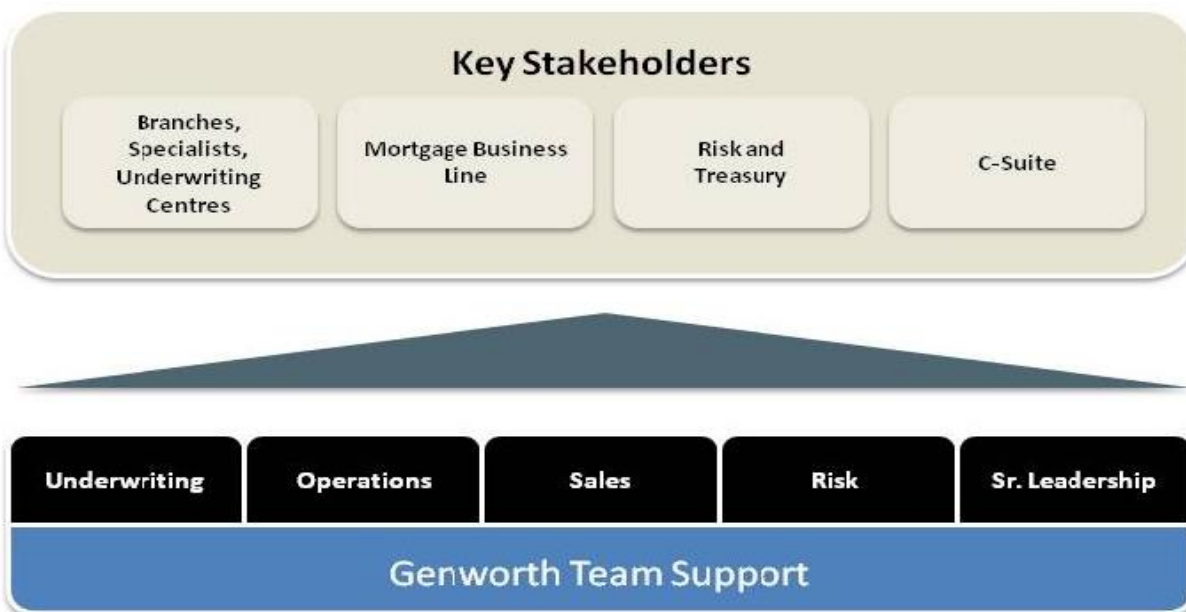 Key Stakeholders
Branches,
Specialists,
Underwriting
Centres
Mortgage Business
Line
Risk and
Treasury
C-Suite
Underwriting
Operations
Sales
Risk
Sr. Leadership
Genworth Team Support